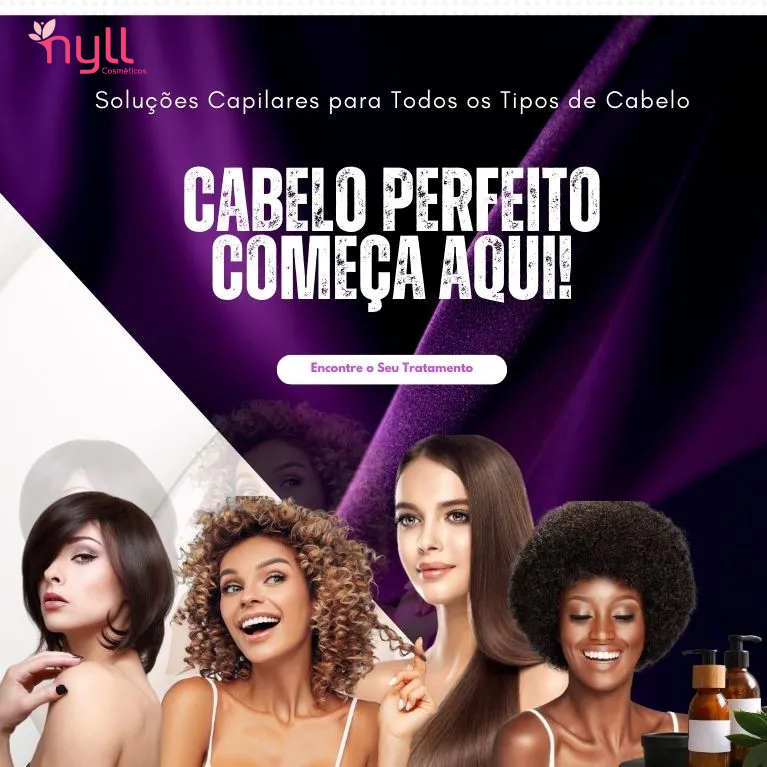 nyll
Cosméticos
Soluções Capilares para Todos os Tipos de Cabelo
CABELO PERFEITO
COMEÇA AQUI!
Encontre o Seu Tratamento